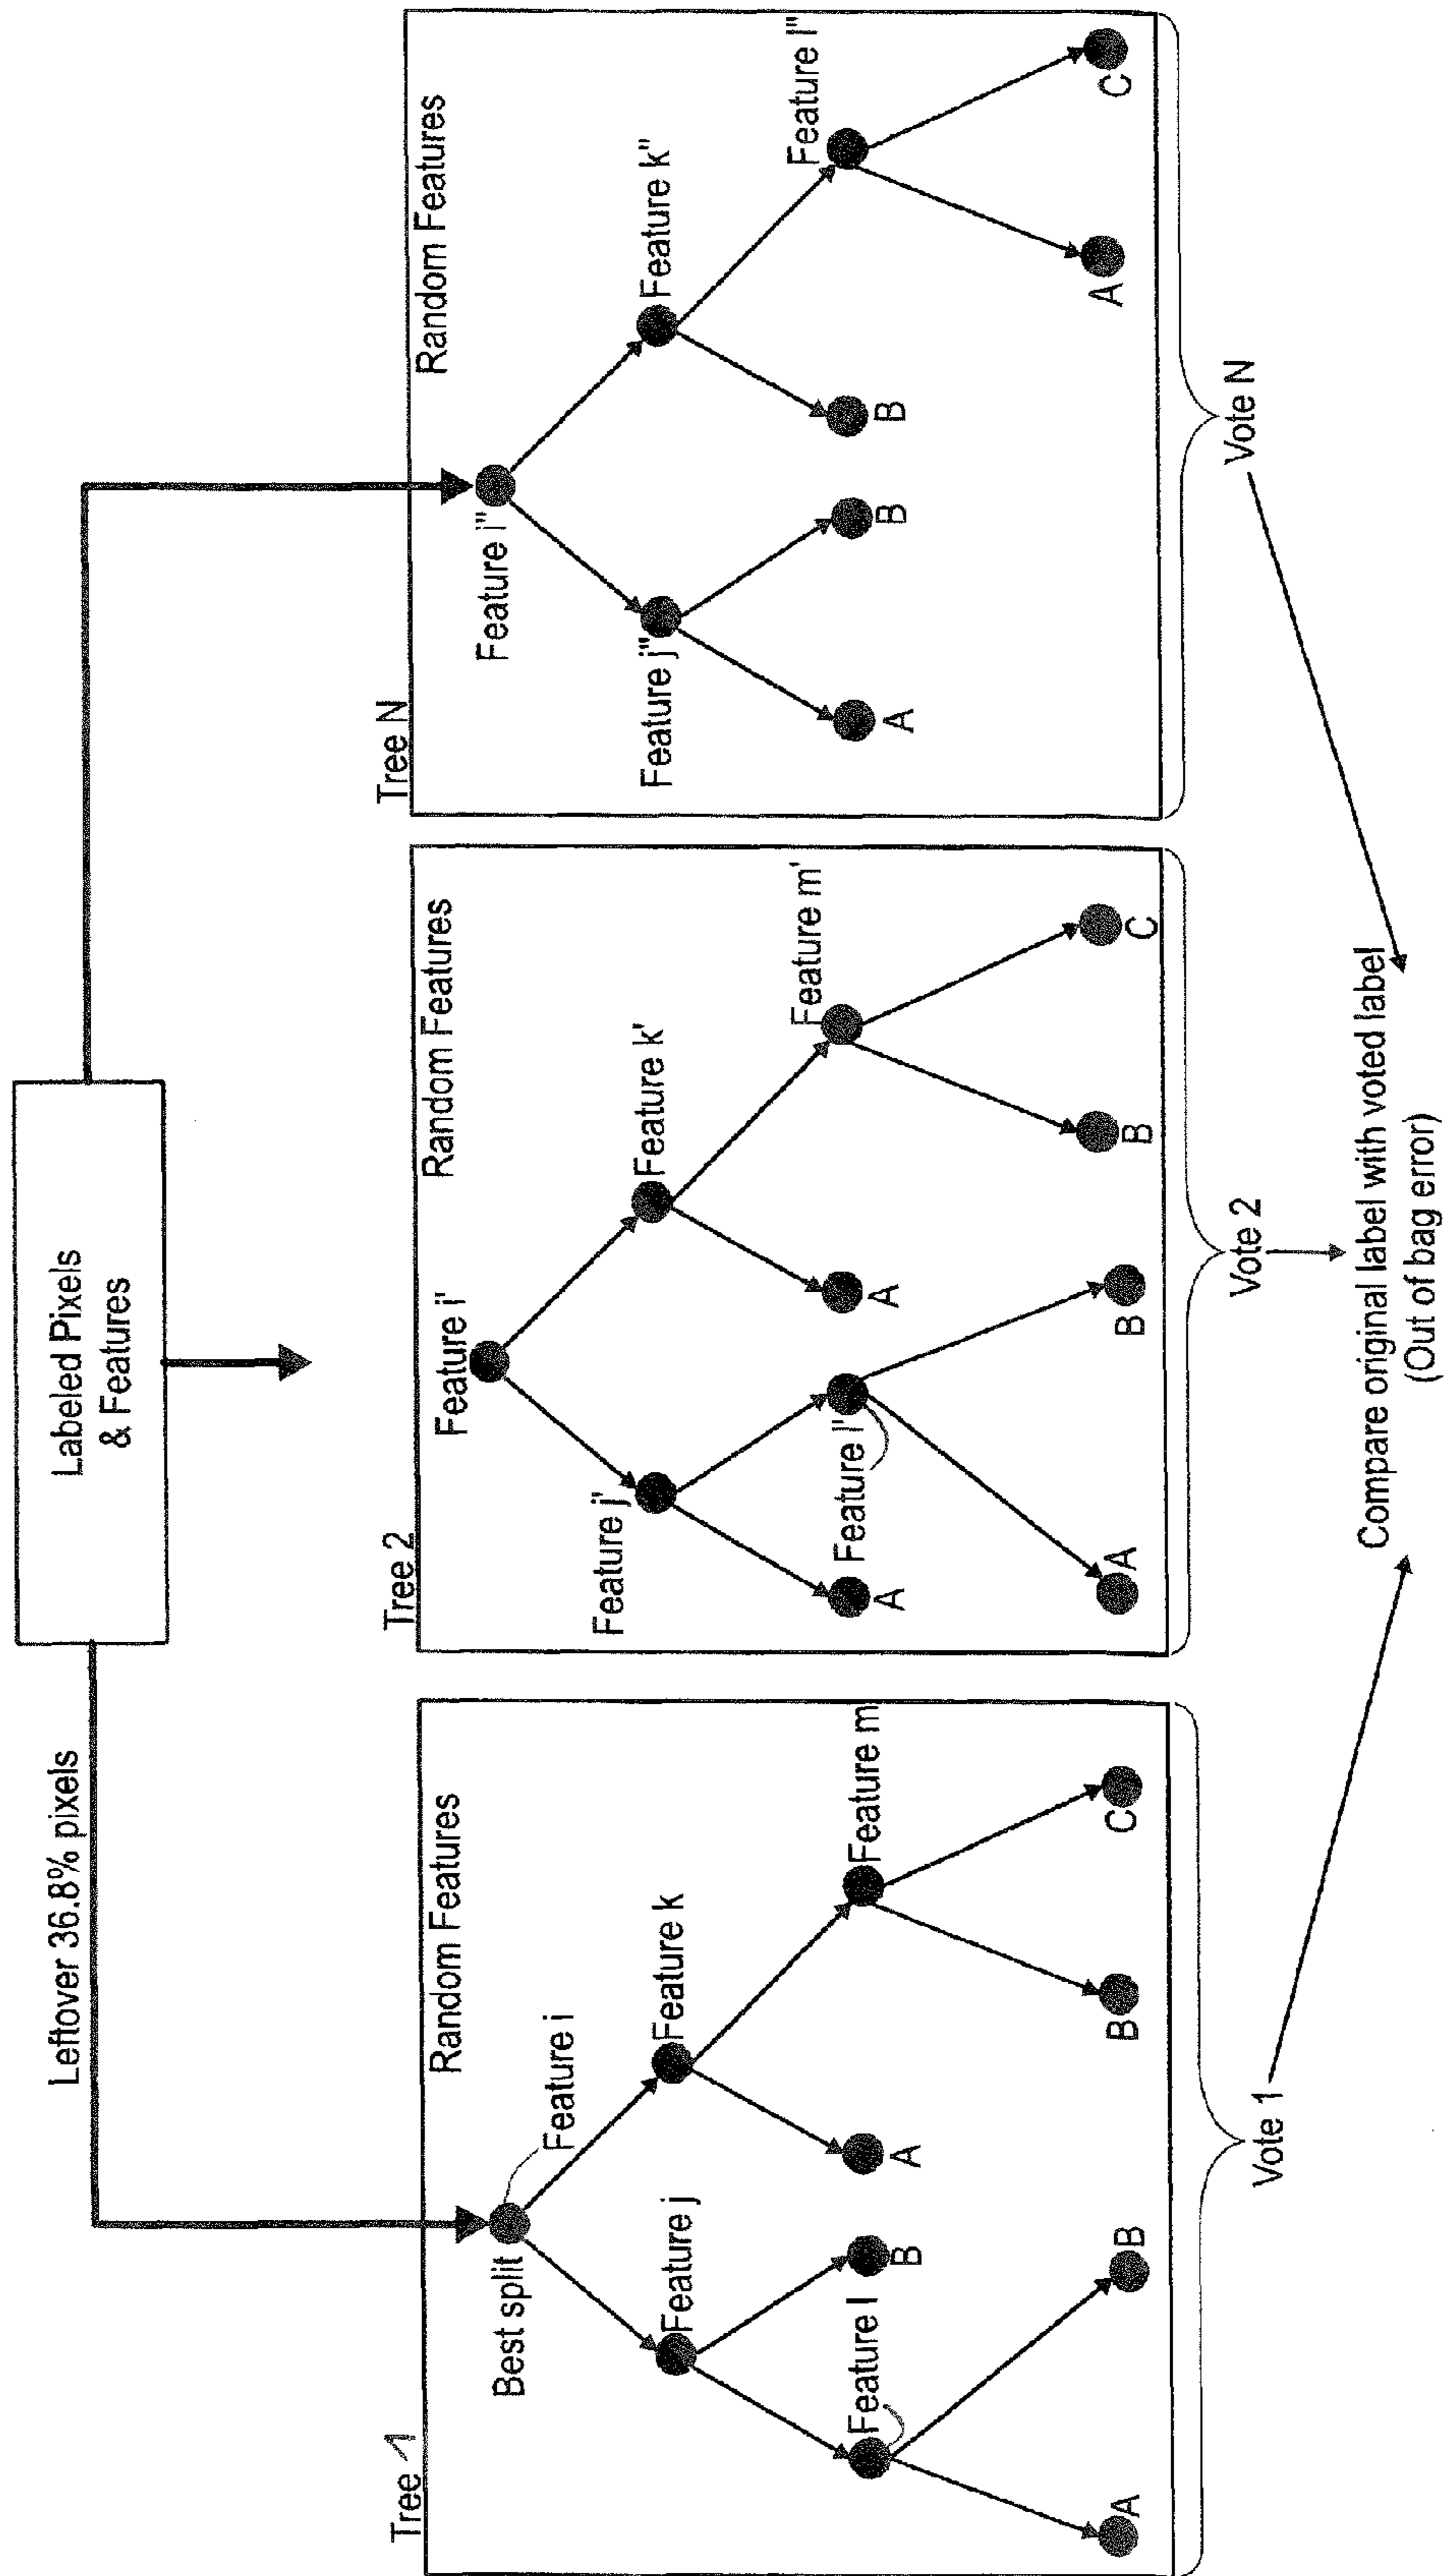 Labeled Pixels
& Features
Leftover 36.8% pixels
Tree 1
Random Features
Best split
Feature i
Feature j
Feature k
Feature l
B
A
Feature m
A
B
B
C
Vote 1
Tree 2
Random Features
Feature i'
Feature j'
Feature k'
A
Feature l'
A
Feature m'
A
B
B
C
Vote 2
Tree N
Random Features
Feature i"
Feature j"
Feature k"
A
B
B
Feature l"
A
C
Vote N
Compare original label with voted label
(Out of bag error)